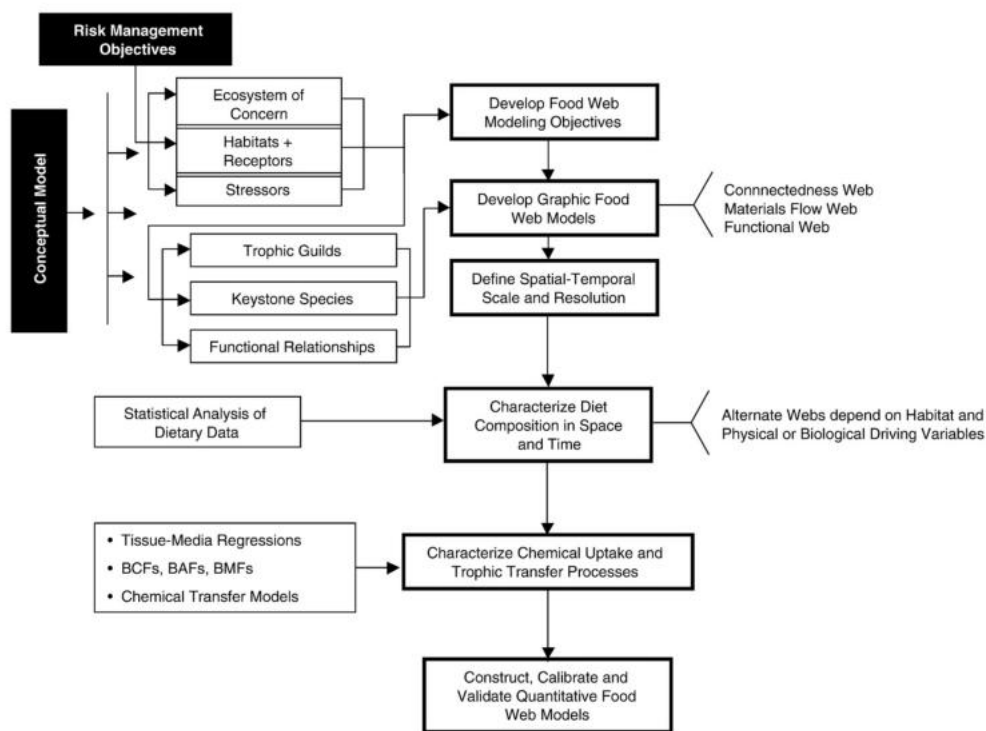 Risk Management
Objectives
Conceptual Model
Ecosystem of
Concern
Habitats +
Receptors
Stressors
Trophic Guilds
Keystone Species
Functional Relationships
Develop Food Web
Modeling Objectives
Develop Graphic Food
Web Models
Connnectedness Web
Materials Flow Web
Functional Web
Define Spatial-Temporal
Scale and Resolution
Statistical Analysis of
Dietary Data
Characterize Diet
Composition in Space
and Time
Alternate Webs depend on Habitat and
Physical or Biological Driving Variables
• Tissue-Media Regressions
• BCFs, BAFs, BMFs
• Chemical Transfer Models
Characterize Chemical Uptake and
Trophic Transfer Processes
Construct, Calibrate and
Validate Quantitative Food
Web Models